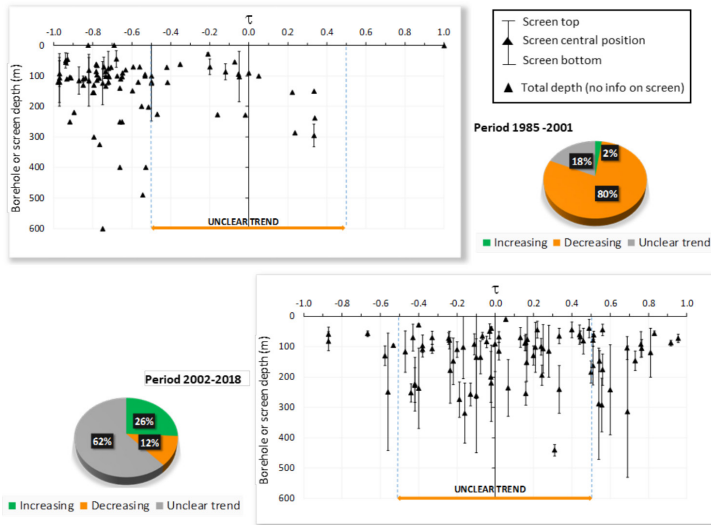 τ
-1.0 -0.8 -0.6 -0.4 -0.2 0.0 0.2 0.4 0.6 0.8 1.0
0
100
200
300
400
500
600
Borehole or screen depth (m)
UNCLEAR TREND
Screen top
Screen central position
Screen bottom
Total depth (no info on screen)
Period 1985 -2001
18%
2%
80%
Increasing Decreasing Unclear trend
τ
-1.0 -0.8 -0.6 -0.4 -0.2 0.0 0.2 0.4 0.6 0.8 1.0
0
100
200
300
400
500
600
Borehole or screen depth (m)
UNCLEAR TREND
Period 2002-2018
26%
62%
12%
Increasing Decreasing Unclear trend